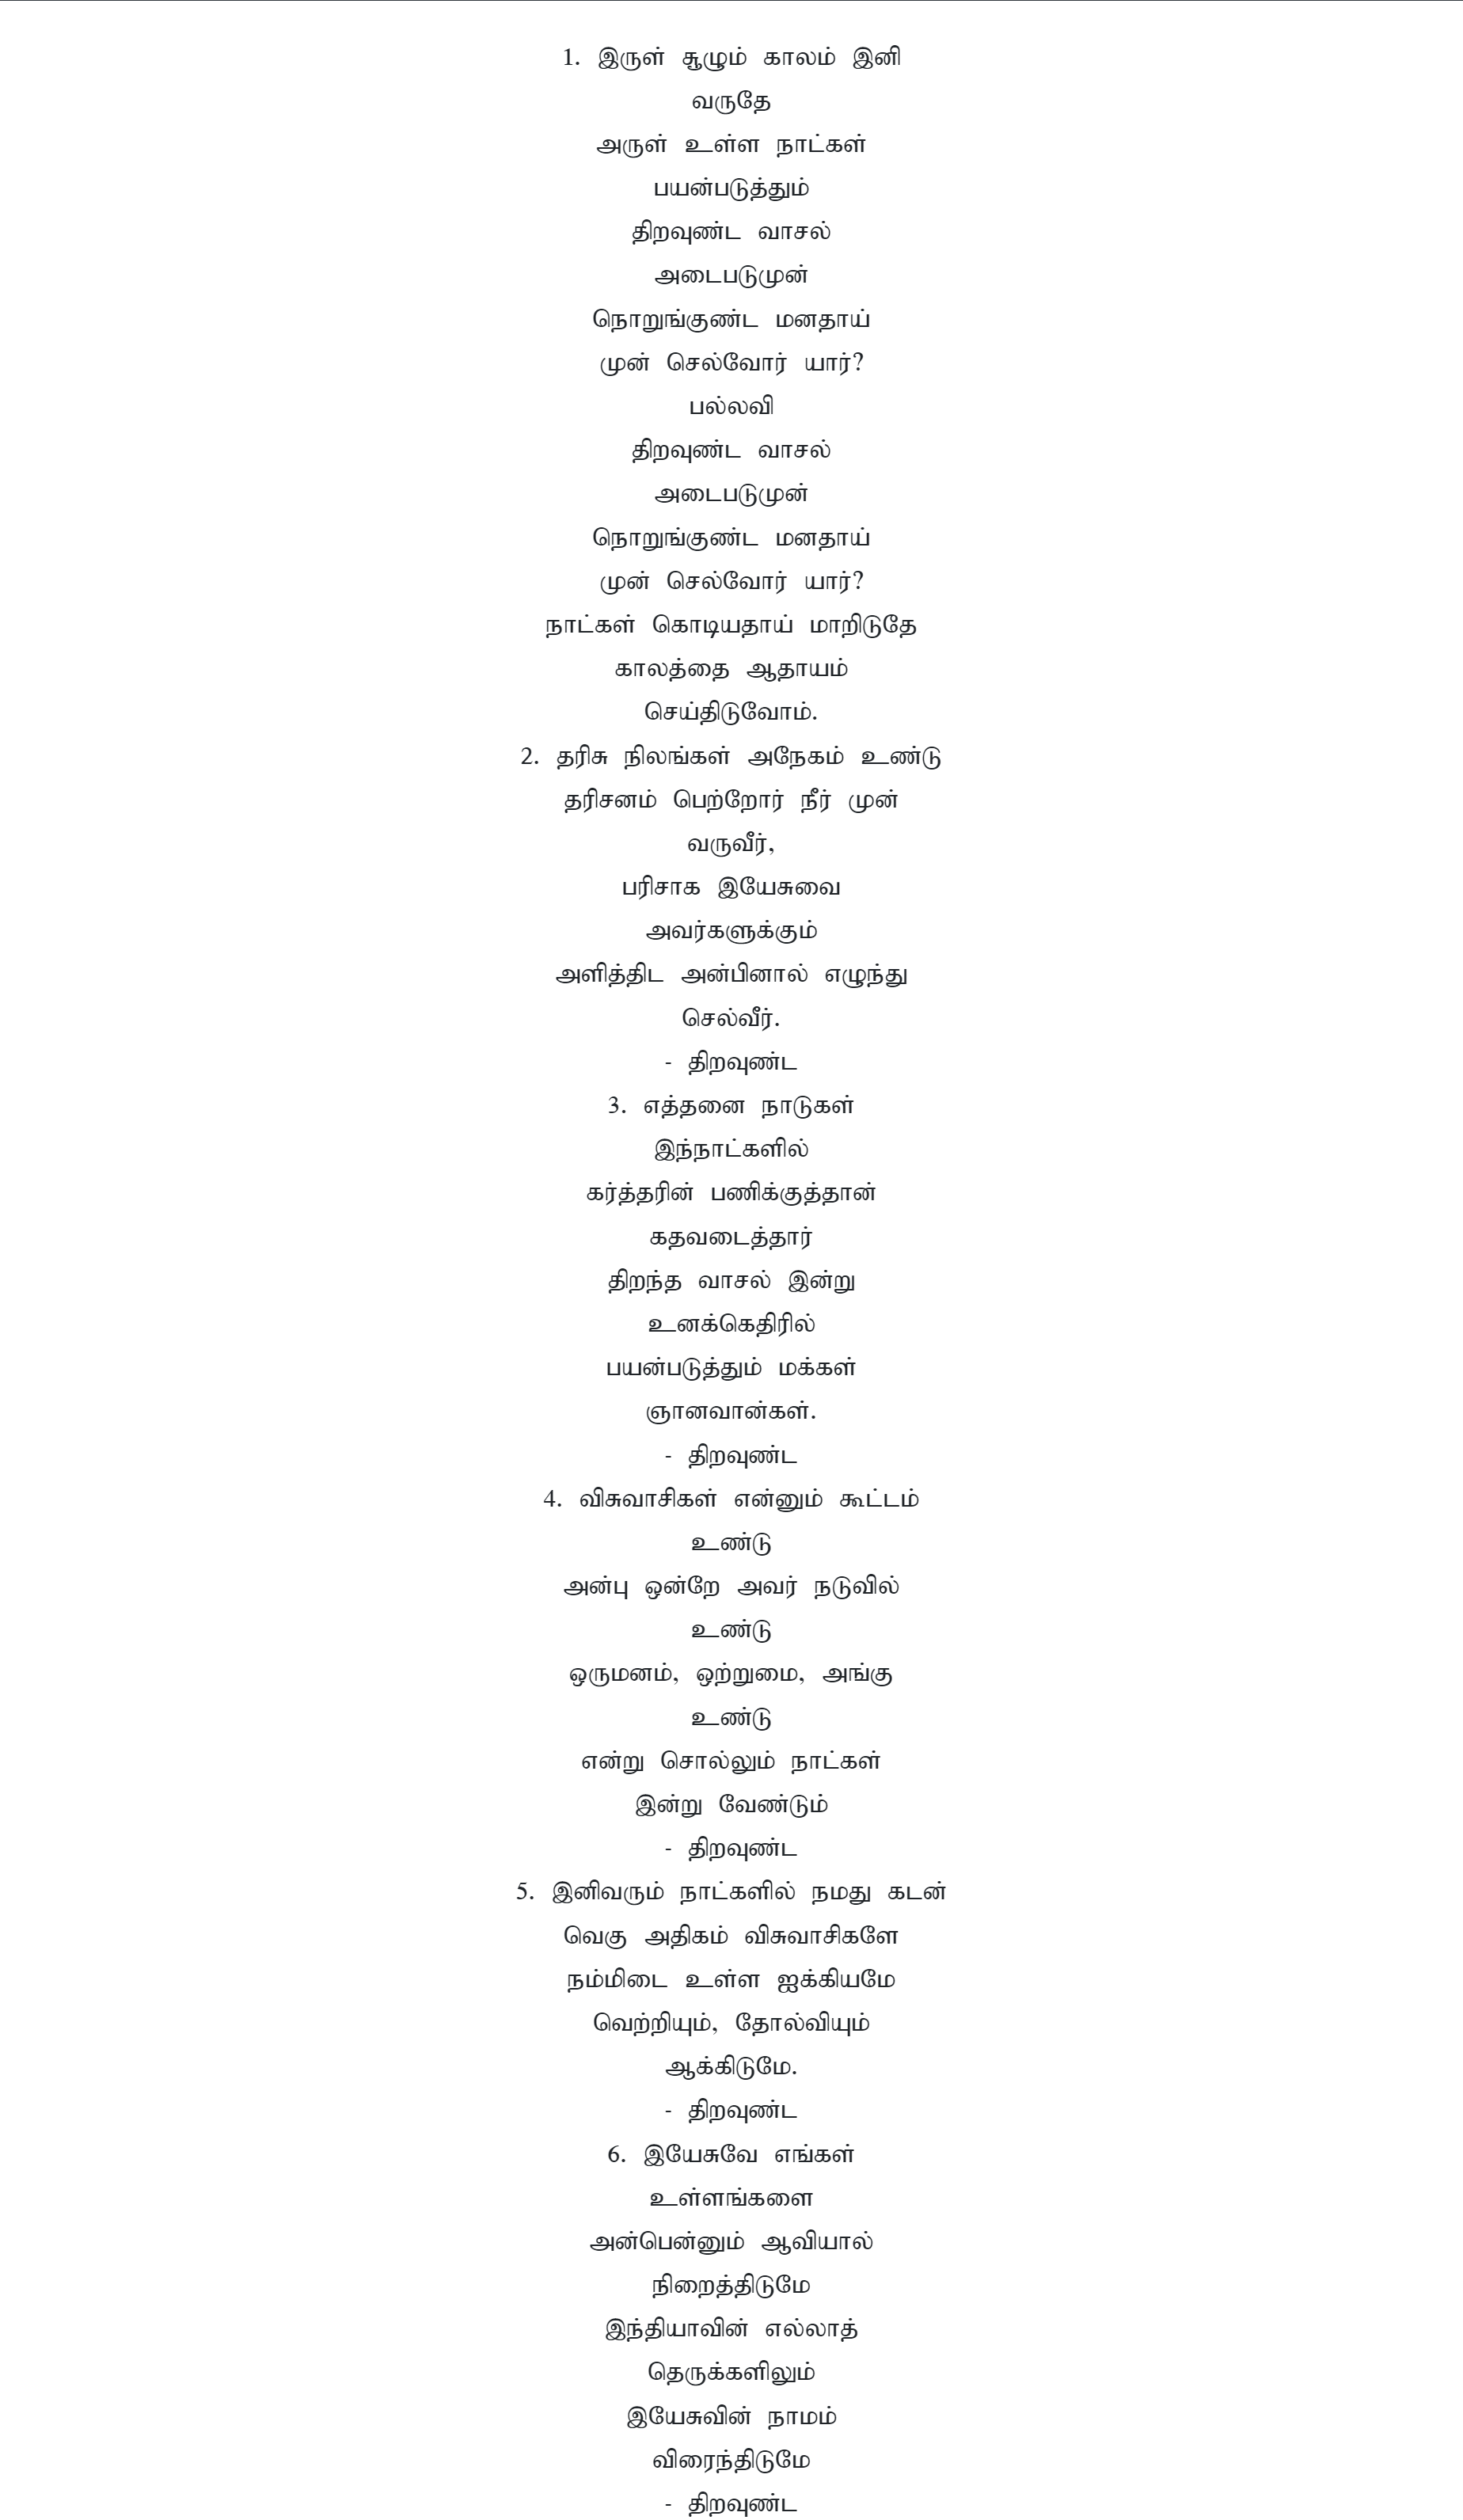 1. இருள் சூழும் காலம் இனி
வருதே
அருள் உள்ள நாட்கள்
பயன்படுத்தும்
திறவுண்ட வாசல்
அடைபடுமுன்
நொறுங்குண்ட மனதாய்
முன் செல்வோர் யார்?
பல்லவி
திறவுண்ட வாசல்
அடைபடுமுன்
நொறுங்குண்ட மனதாய்
முன் செல்வோர் யார்?
நாட்கள் கொடியதாய் மாறிடுதே
காலத்தை ஆதாயம்
செய்திடுவோம்.
2. தரிசு நிலங்கள் அநேகம் உண்டு
தரிசனம் பெற்றோர் நீர் முன்
வருவீர்,
பரிசாக இயேசுவை
அவர்களுக்கும்
அளித்திட அன்பினால் எழுந்து
செல்வீர்.
- திறவுண்ட
3. எத்தனை நாடுகள்
இந்நாட்களில்
கர்த்தரின் பணிக்குத்தான்
கதவடைத்தார்
திறந்த வாசல் இன்று
உனக்கெதிரில்
பயன்படுத்தும் மக்கள்
ஞானவான்கள்.
- திறவுண்ட
4. விசுவாசிகள் என்னும் கூட்டம்
உண்டு
அன்பு ஒன்றே அவர் நடுவில்
உண்டு
ஒருமனம், ஒற்றுமை, அங்கு
உண்டு
என்று சொல்லும் நாட்கள்
இன்று வேண்டும்
- திறவுண்ட
5. இனிவரும் நாட்களில் நமது கடன்
வெகு அதிகம் விசுவாசிகளே
நம்மிடை உள்ள ஐக்கியமே
வெற்றியும், தோல்வியும்
ஆக்கிடுமே.
- திறவுண்ட
6. இயேசுவே எங்கள்
உள்ளங்களை
அன்பென்னும் ஆவியால்
நிறைத்திடுமே
இந்தியாவின் எல்லாத்
தெருக்களிலும்
இயேசுவின் நாமம்
விரைந்திடுமே
- திறவுண்ட